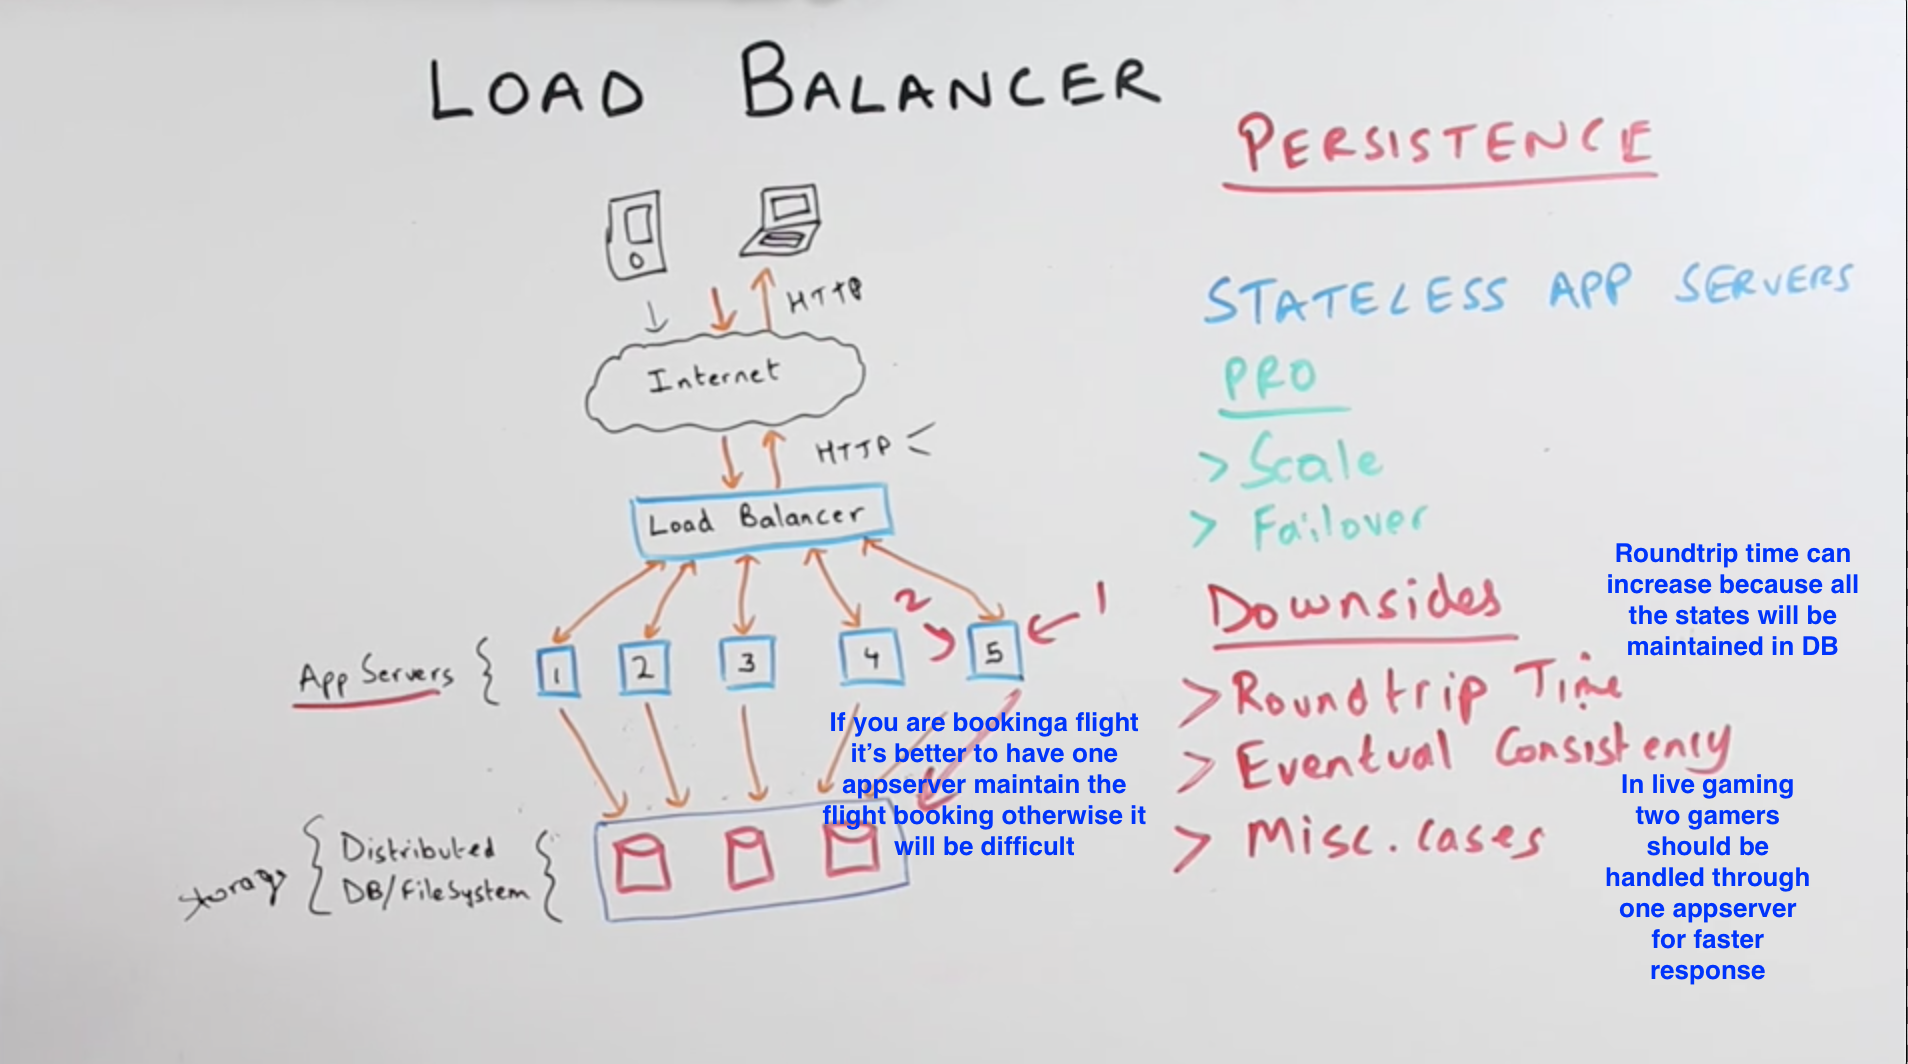 LOAD BALANCER
PERSISTENCE
HTTP
STATELESS APP SERVERS
Internet
PRO
HTTP
> Scale
Load Balancer
> Failover
Roundtrip time can
increase because all
the states will be
maintained in DB
Downsides
2
1
App Servers
1 2 3 4 5
> Roundtrip Time
If you are bookinga flight
it’s better to have one
appserver maintain the
flight booking otherwise it
will be difficult
> Eventual Consistency
In live gaming
two gamers
should be
handled through
one appserver
for faster
response
> Misc. cases
Storage
Distributed
DB/FileSystem